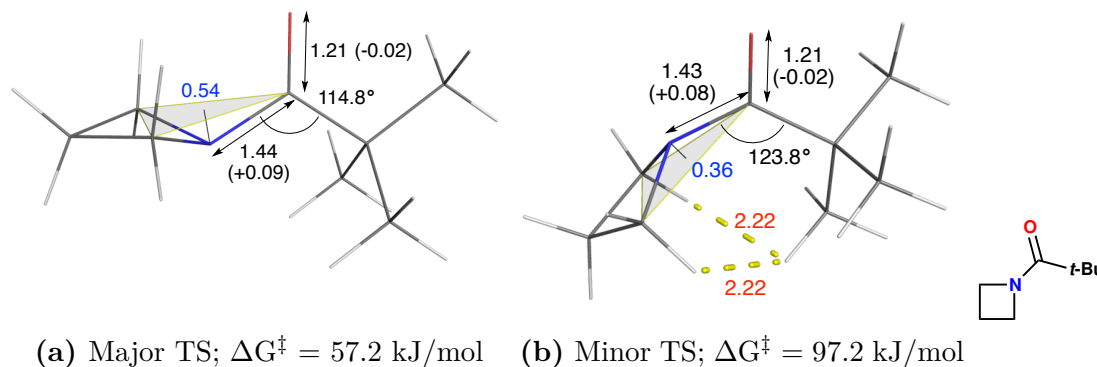 1.21 (-0.02)
0.54
114.8°
1.44
(+0.09)
1.43
(+0.08)
1.21
(-0.02)
123.8°
0.36
2.22
2.22
O
N
t-Bu
(a) Major TS; ΔG‡ = 57.2 kJ/mol
(b) Minor TS; ΔG‡ = 97.2 kJ/mol